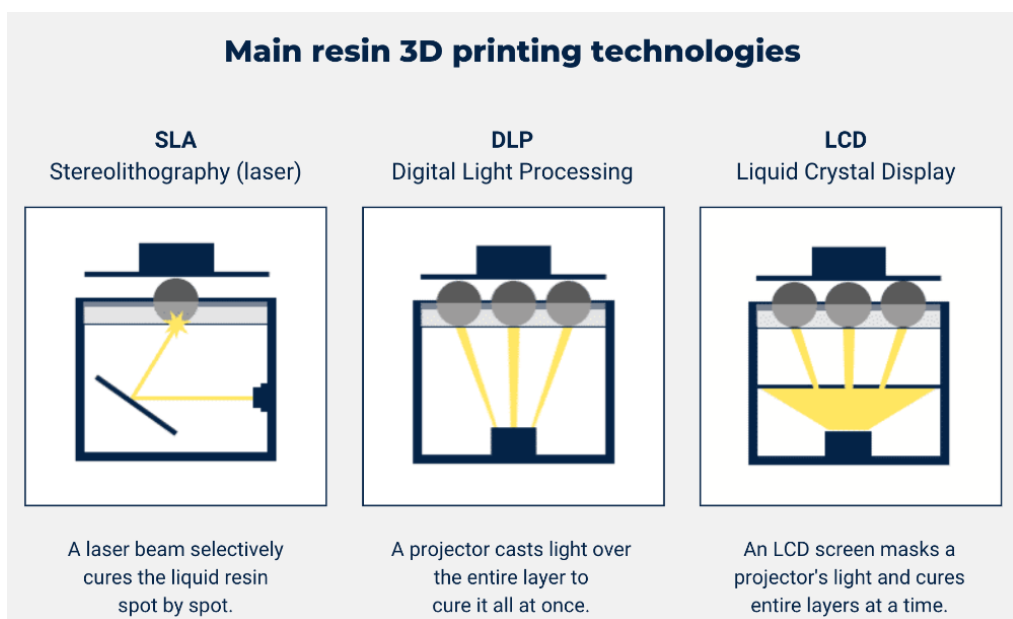 Main resin 3D printing technologies
SLA
Stereolithography (laser)
DLP
Digital Light Processing
LCD
Liquid Crystal Display
A laser beam selectively
cures the liquid resin
spot by spot.
A projector casts light over
the entire layer to
cure it all at once.
An LCD screen masks a
projector's light and cures
entire layers at a time.